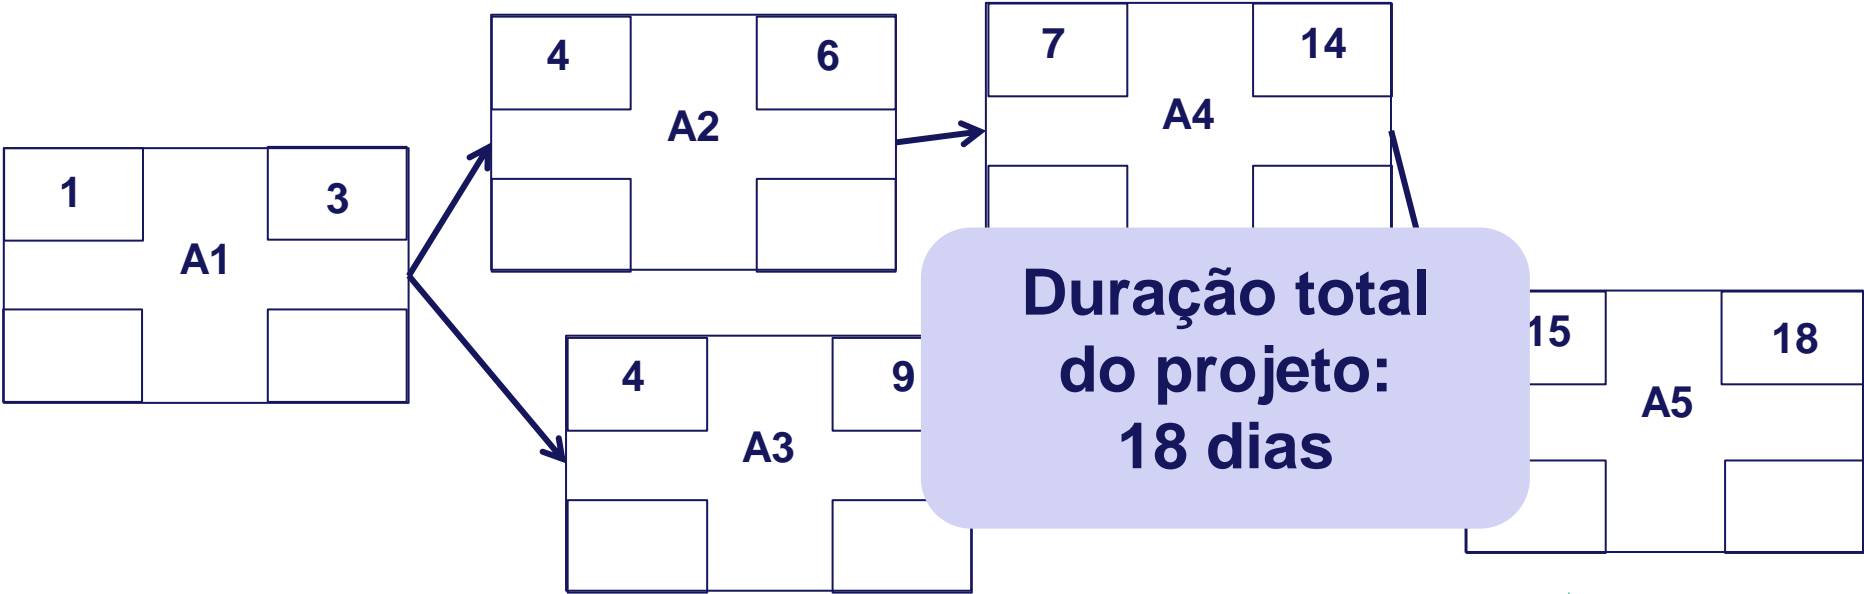 1
3
A1
4
6
A2
7
14
A4
4
9
A3
Duração total
do projeto:
18 dias
15
18
A5